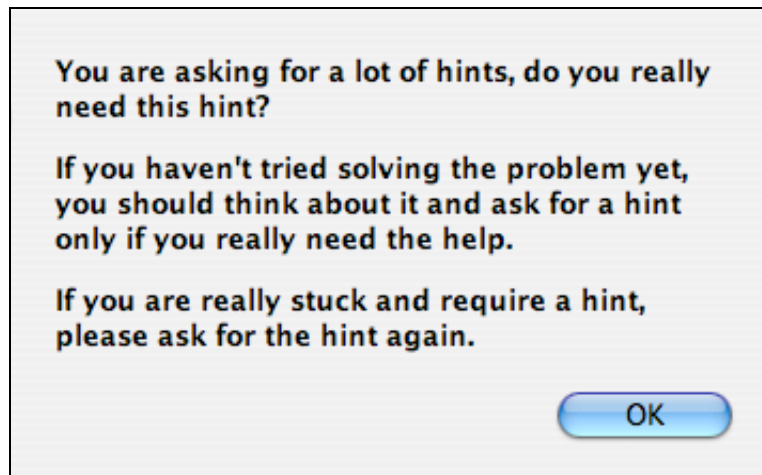 You are asking for a lot of hints, do you really
need this hint?
If you haven't tried solving the problem yet,
you should think about it and ask for a hint
only if you really need the help.
If you are really stuck and require a hint,
please ask for the hint again.
OK